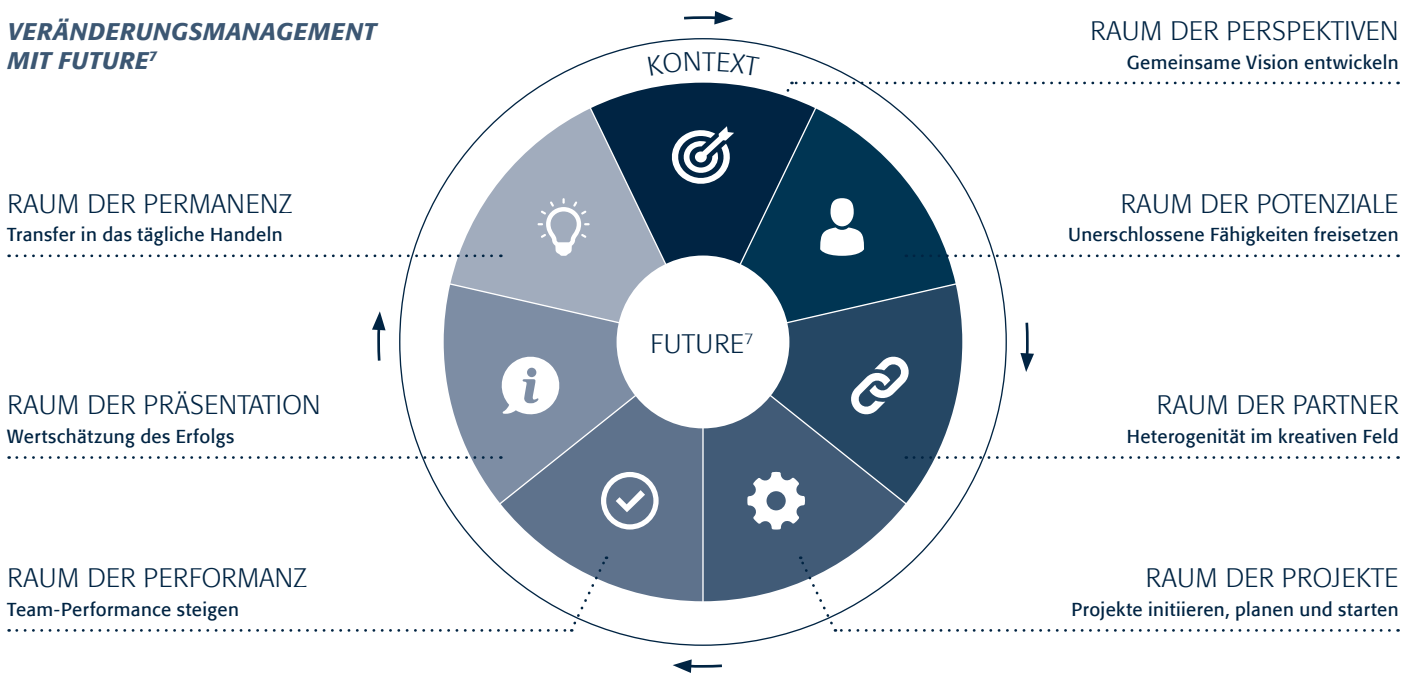 VERÄNDERUNGSMANAGEMENT
MIT FUTURE⁷
KONTEXT
RAUM DER PERSPEKTIVEN
Gemeinsame Vision entwickeln
RAUM DER POTENZIALE
Unerschlossene Fähigkeiten freisetzen
RAUM DER PARTNER
Heterogenität im kreativen Feld
RAUM DER PROJEKTE
Projekte initiieren, planen und starten
RAUM DER PERFORMANZ
Team-Performance steigen
RAUM DER PRÄSENTATION
Wertschätzung des Erfolgs
RAUM DER PERMANENZ
Transfer in das tägliche Handeln
FUTURE⁷
i